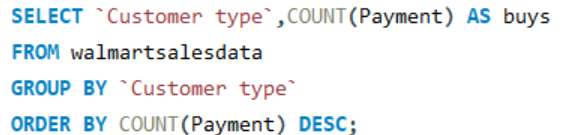 SELECT `Customer type`,COUNT(Payment) AS buys
FROM walmartsalesdata
GROUP BY `Customer type`
ORDER BY COUNT(Payment) DESC;